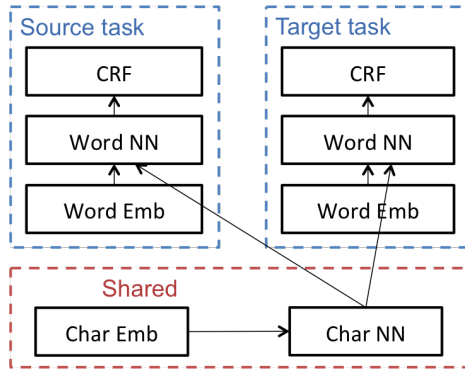 Source task
CRF
Word NN
Word Emb
Target task
CRF
Word NN
Word Emb
Shared
Char Emb
Char NN